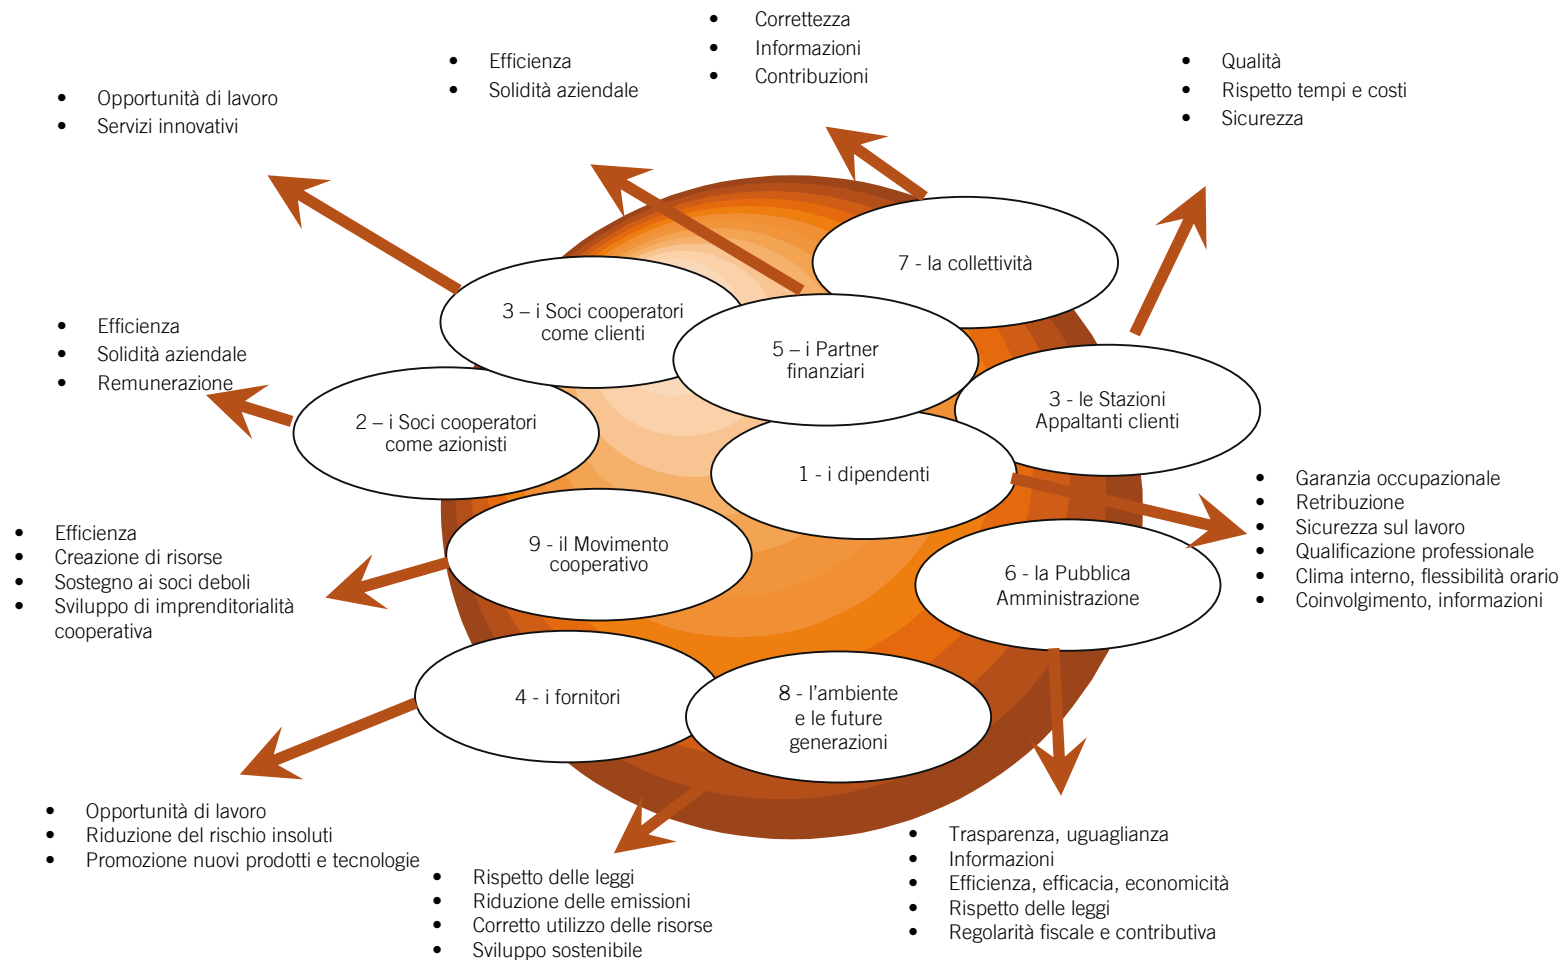 • Correttezza
• Informazioni
• Contribuzioni
• Efficienza
• Solidità aziendale
• Qualità
• Rispetto tempi e costi
• Sicurezza
• Opportunità di lavoro
• Servizi innovativi
7 - la collettività
3 – i Soci cooperatori
come clienti
5 – i Partner
finanziari
• Efficienza
• Solidità aziendale
• Remunerazione
3 - le Stazioni
Appaltanti clienti
2 – i Soci cooperatori
come azionisti
1 - i dipendenti
• Garanzia occupazionale
• Retribuzione
• Sicurezza sul lavoro
• Qualificazione professionale
• Clima interno, flessibilità orario
• Coinvolgimento, informazioni
• Efficienza
• Creazione di risorse
• Sostegno ai soci deboli
• Sviluppo di imprenditorialità
cooperativa
9 - il Movimento
cooperativo
6 - la Pubblica
Amministrazione
4 - i fornitori
8 - l'ambiente
e le future
generazioni
• Opportunità di lavoro
• Riduzione del rischio insoluti
• Promozione nuovi prodotti e tecnologie
• Rispetto delle leggi
• Riduzione delle emissioni
• Corretto utilizzo delle risorse
• Sviluppo sostenibile
• Trasparenza, uguaglianza
• Informazioni
• Efficienza, efficacia, economicità
• Rispetto delle leggi
• Regolarità fiscale e contributiva